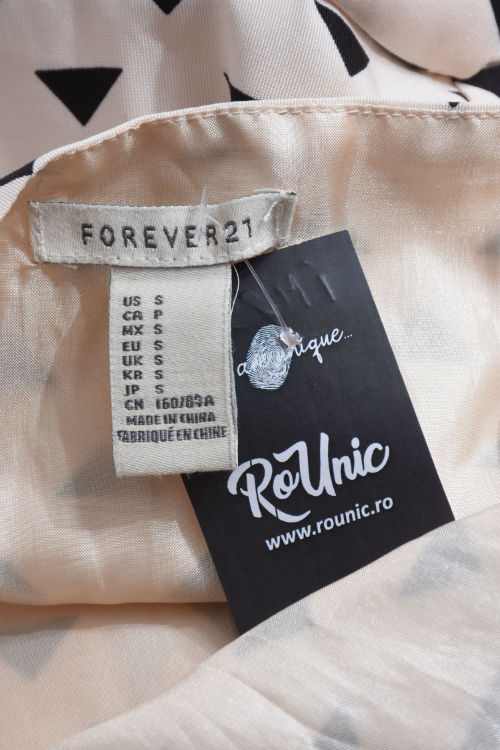 FOREVER21
US S
CA P
MX S
EU S
UK S
KR S
JP S
CN 160/84A
MADE IN CHINA
FABRIQUÉ EN CHINE
RoUnic
www.rounic.ro